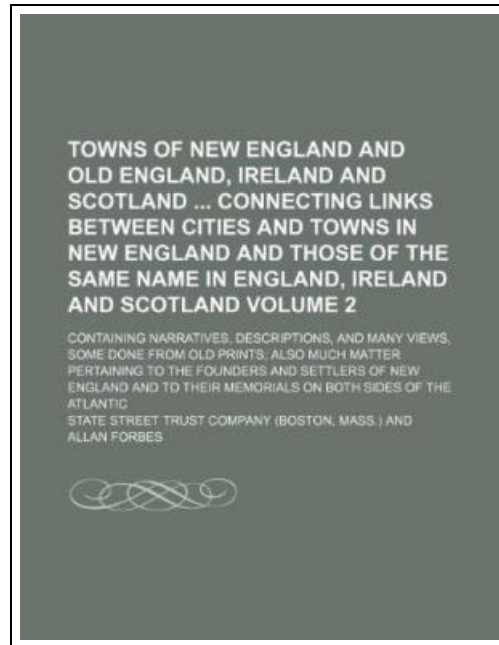 TOWNS OF NEW ENGLAND AND
OLD ENGLAND, IRELAND AND
SCOTLAND ... CONNECTING LINKS
BETWEEN CITIES AND TOWNS IN
NEW ENGLAND AND THOSE OF THE
SAME NAME IN ENGLAND, IRELAND
AND SCOTLAND VOLUME 2
CONTAINING NARRATIVES, DESCRIPTIONS, AND MANY VIEWS,
SOME DONE FROM OLD PRINTS, ALSO MUCH MATTER
PERTAINING TO THE FOUNDERS AND SETTLERS OF NEW
ENGLAND AND TO THEIR MEMORIALS ON BOTH SIDES OF THE
ATLANTIC
STATE STREET TRUST COMPANY (BOSTON, MASS.) AND
ALLAN FORBES